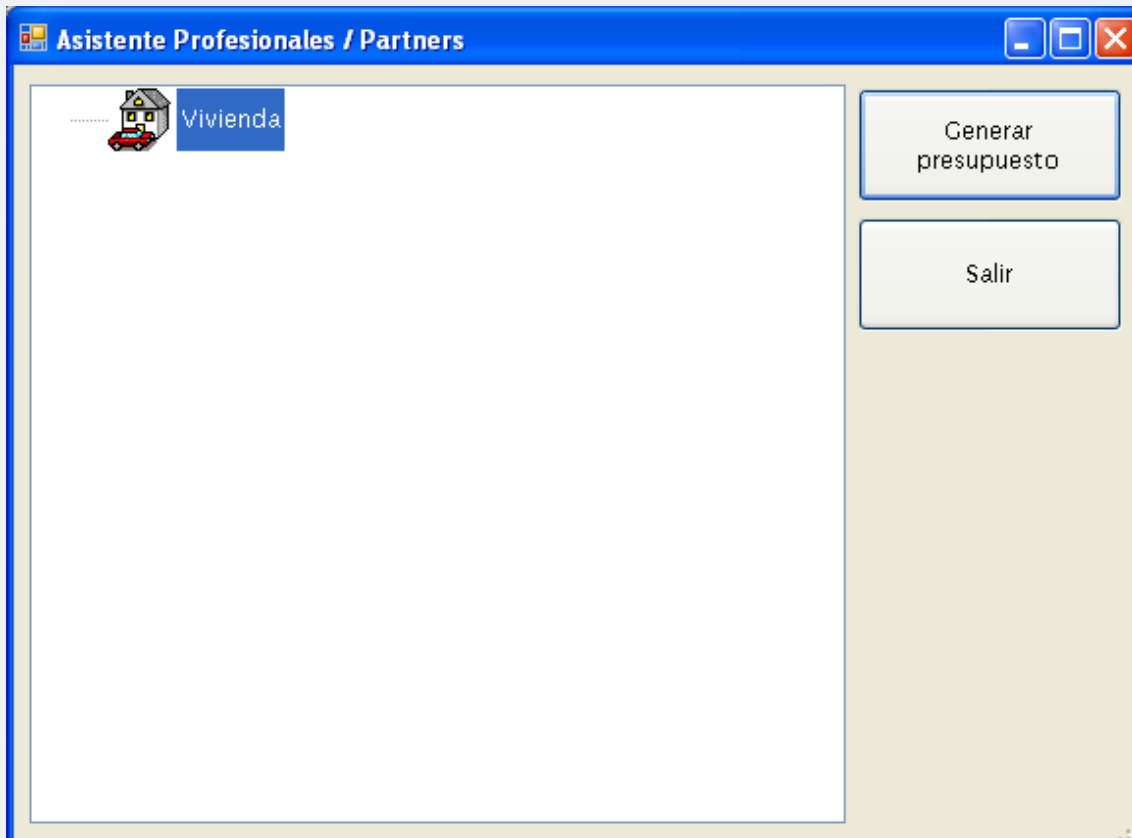 Asistente Profesionales / Partners
Vivienda
Generar
presupuesto
Salir